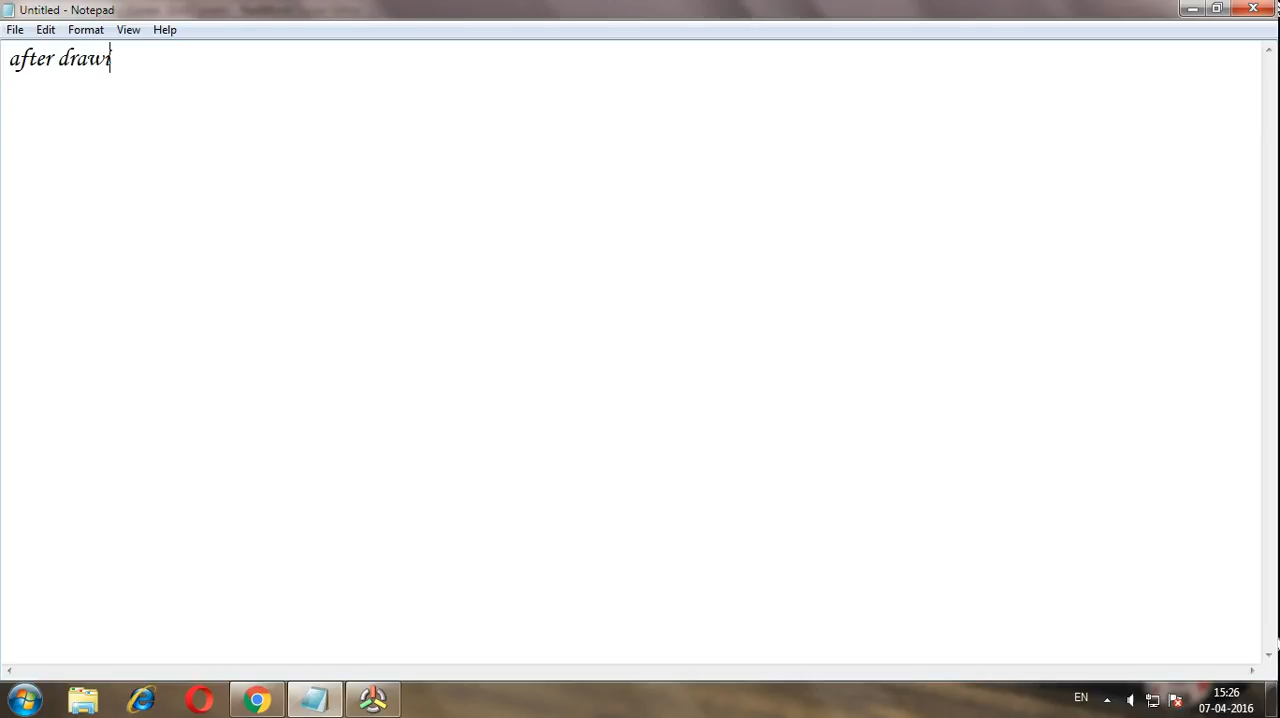 Untitled - Notepad
File Edit Format View Help
after drawi
EN
15:26
07-04-2016